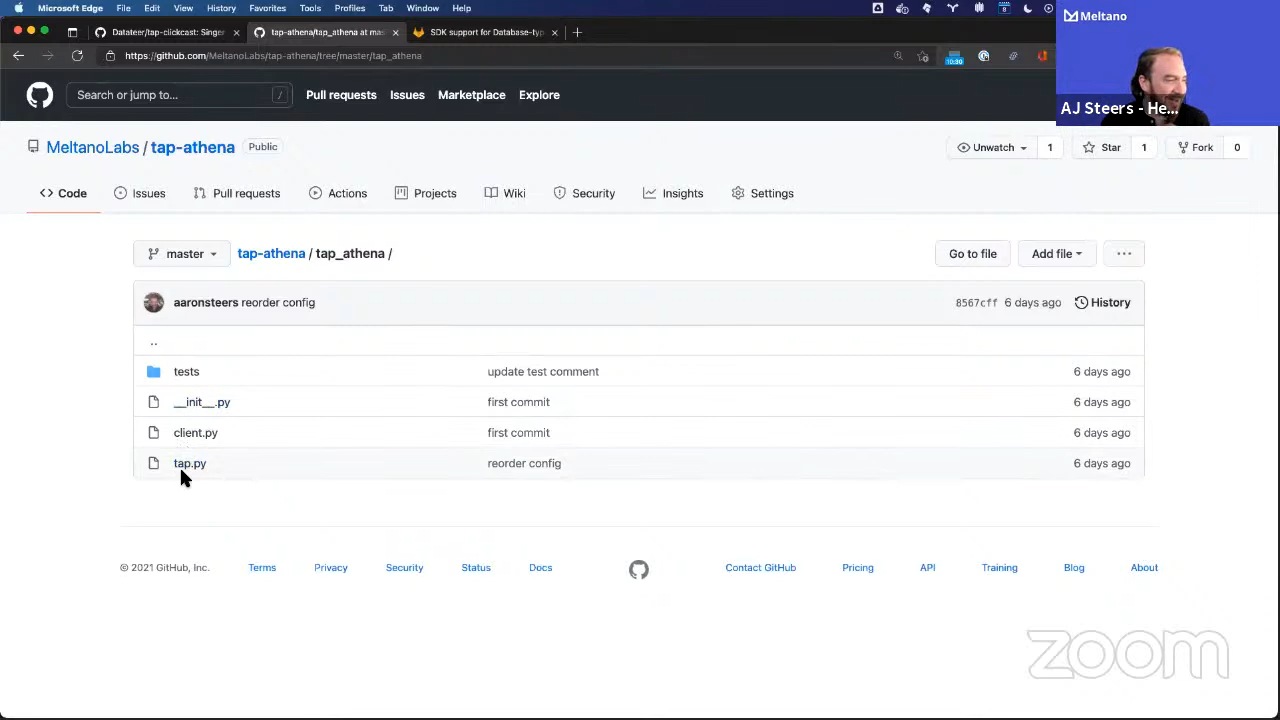 Microsoft Edge File Edit View History Favorites Tools Profiles Tab Window Help
Datateer/tap-clickcast: Singer
tap-athena/tap_athena at mas
SDK support for Database-typ
https://github.com/MeltanoLabs/tap-athena/tree/master/tap_athena
10:30
Meltano
AJ Steers - He...
Search or jump to... /
Pull requests Issues Marketplace Explore
MeltanoLabs / tap-athena Public
Unwatch 1 Star 1 Fork 0
Code Issues Pull requests Actions Projects Wiki Security Insights Settings
master tap-athena / tap_athena / Go to file Add file ...
aaronsteers reorder config 8567cff 6 days ago History
..
tests update test comment 6 days ago
__init__.py first commit 6 days ago
client.py first commit 6 days ago
tap.py reorder config 6 days ago
© 2021 GitHub, Inc. Terms Privacy Security Status Docs Contact GitHub Pricing API Training Blog About
zoom